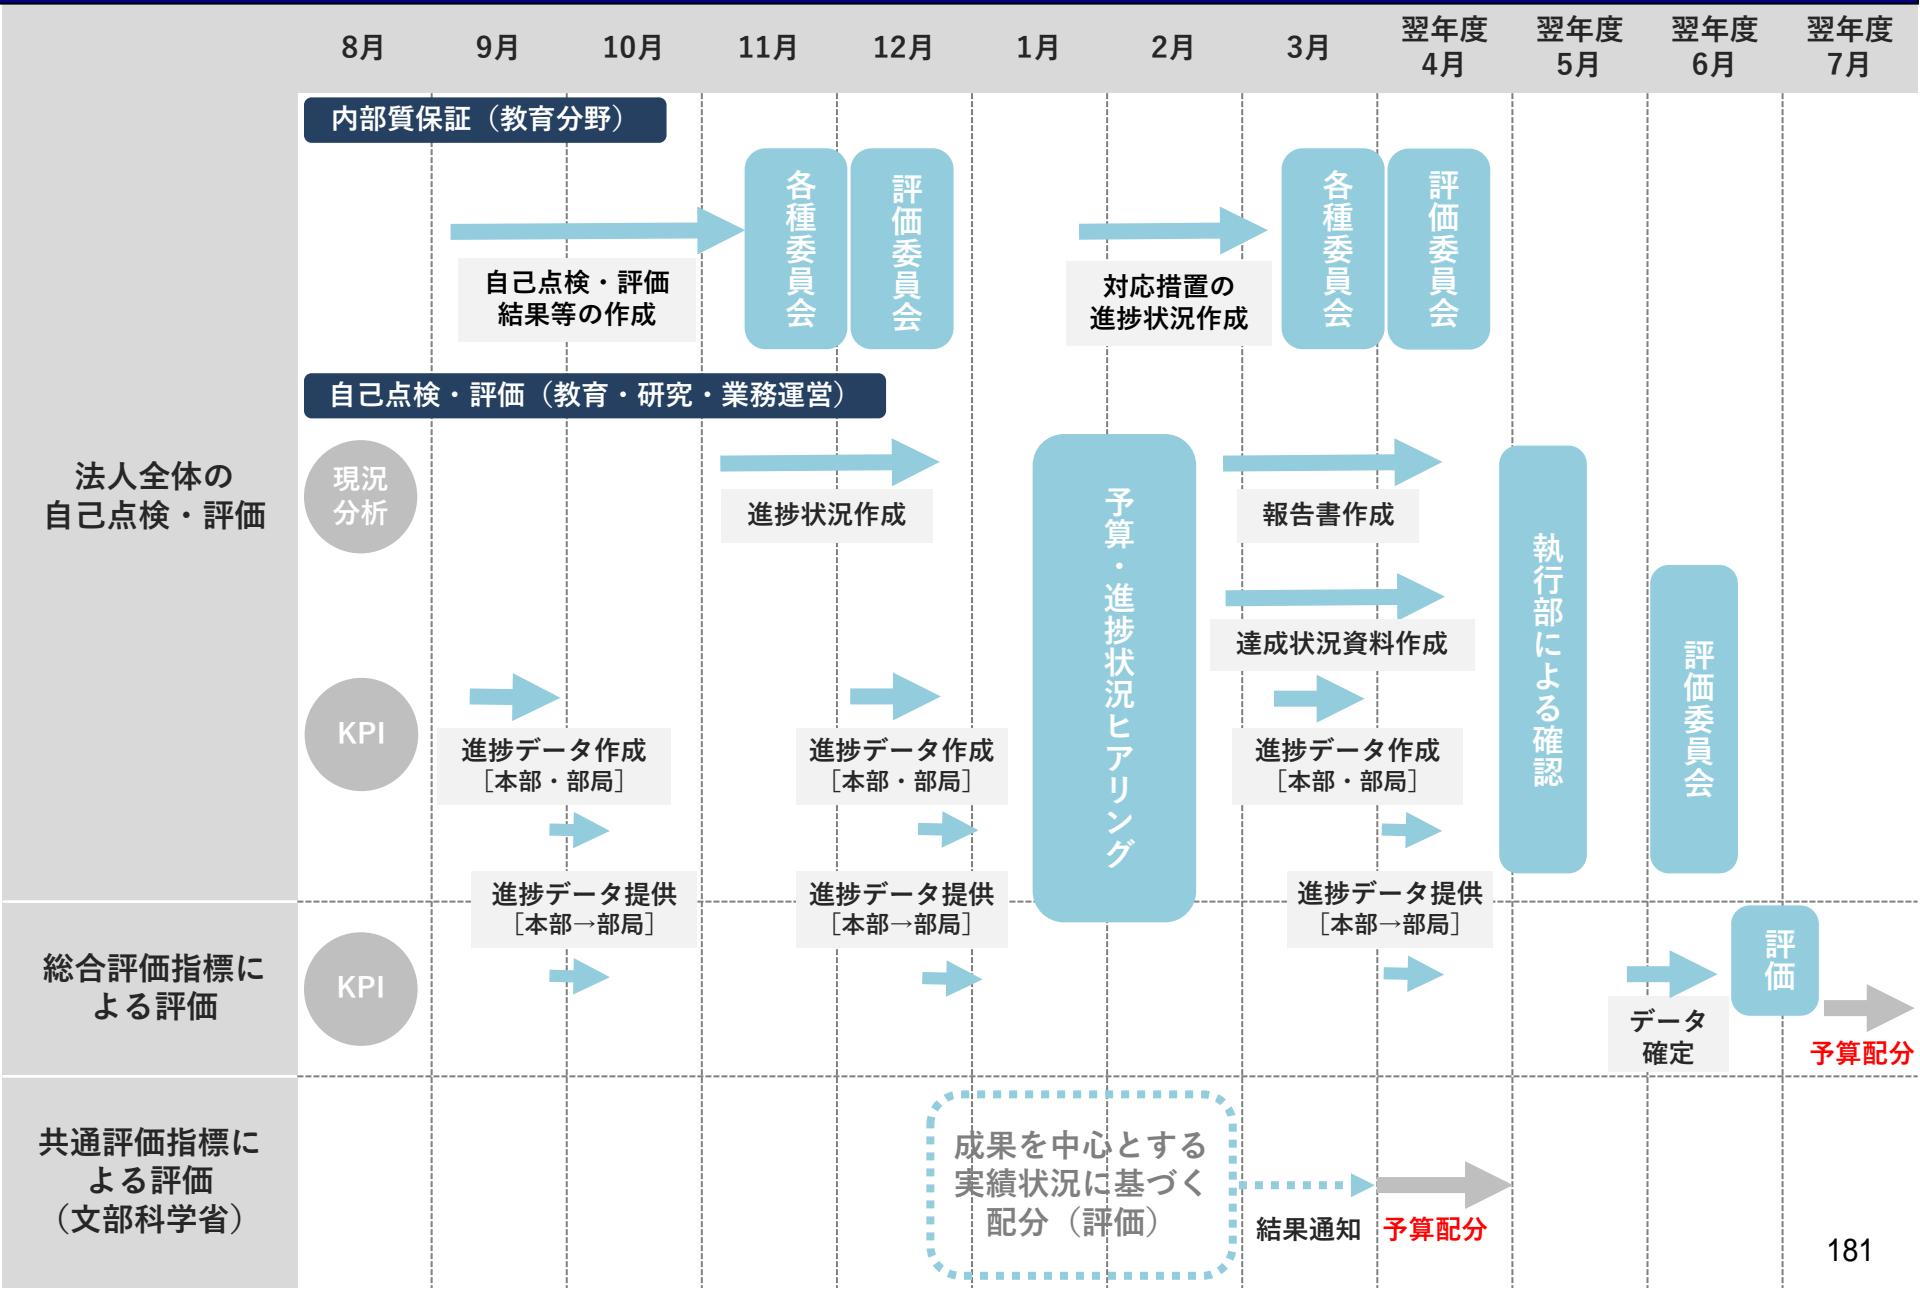 8月
9月
10月
11月
12月
1月
2月
3月
翌年度
4月
翌年度
5月
翌年度
6月
翌年度
7月
法人全体の
自己点検・評価
内部質保証（教育分野）
自己点検・評価
結果等の作成
各種委員会
評価委員会
対応措置の
進捗状況作成
各種委員会
評価委員会
自己点検・評価（教育・研究・業務運営）
現況
分析
進捗状況作成
予算・進捗状況ヒアリング
報告書作成
達成状況資料作成
執行部による確認
評価委員会
KPI
進捗データ作成
［本部・部局］
進捗データ作成
［本部・部局］
進捗データ作成
［本部・部局］
進捗データ提供
［本部→部局］
進捗データ提供
［本部→部局］
進捗データ提供
［本部→部局］
総合評価指標に
よる評価
KPI
データ
確定
評価
予算配分
共通評価指標に
よる評価
（文部科学省）
成果を中心とする
実績状況に基づく
配分（評価）
結果通知
予算配分
181